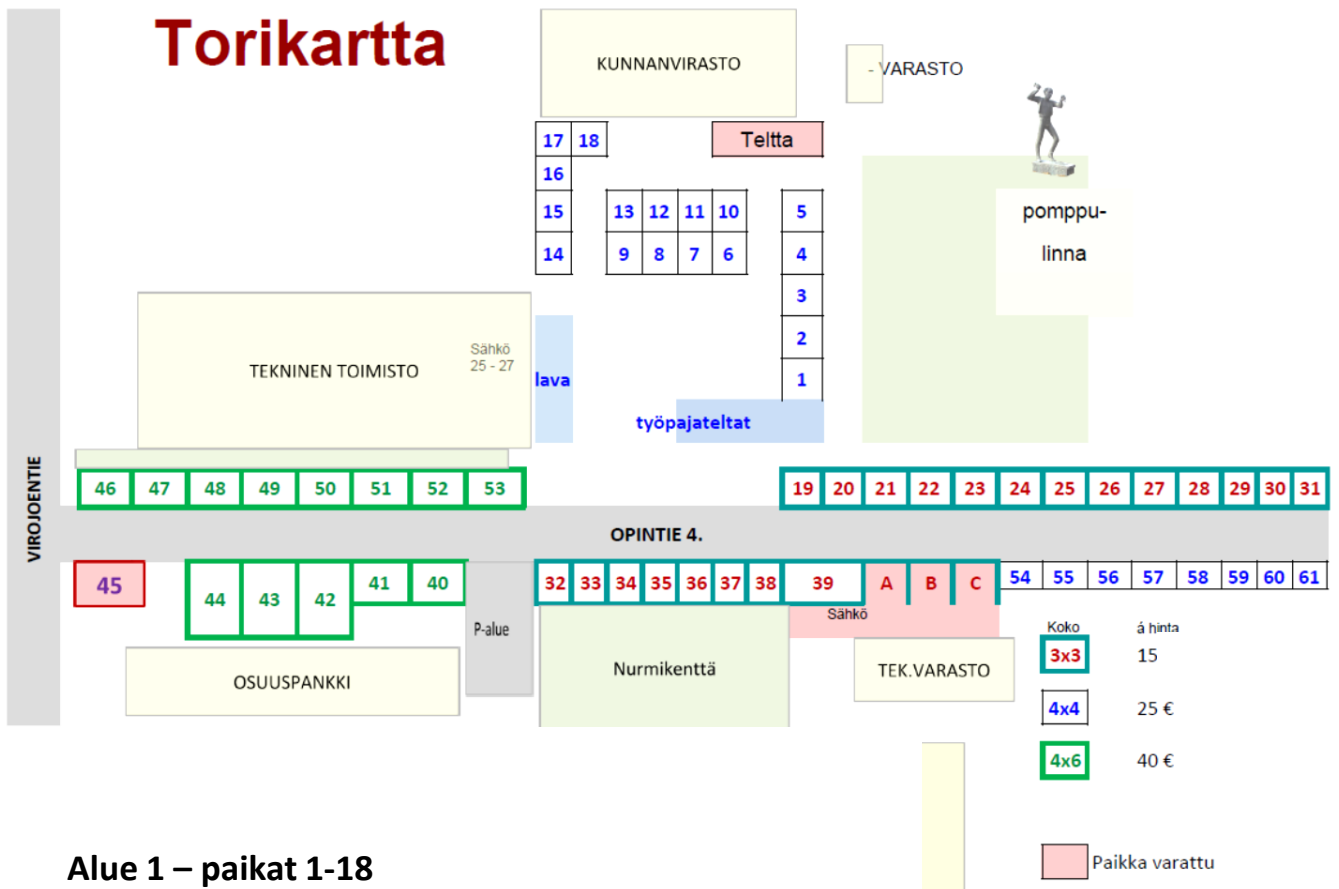 Torikartta
KUNNANVIRASTO
- VARASTO
17 18
Teltta
16
15 13 12 11 10 5
pomppu-
14 9 8 7 6 4
linna
3
2
1
Sähkö
25 - 27
TEKNINEN TOIMISTO
lava
työpajateltat
VIROJOENTIE
46 47 48 49 50 51 52 53
19 20 21 22 23 24 25 26 27 28 29 30 31
OPINTIE 4.
45
44 43 42 41 40
P-alue
32 33 34 35 36 37 38 39 A B C
54 55 56 57 58 59 60 61
Sähkö
OSUUSPANKKI
Nurmikenttä
TEK.VARASTO
Koko á hinta
3x3 15
4x4 25 €
4x6 40 €
Paikka varattu
Alue 1 – paikat 1-18